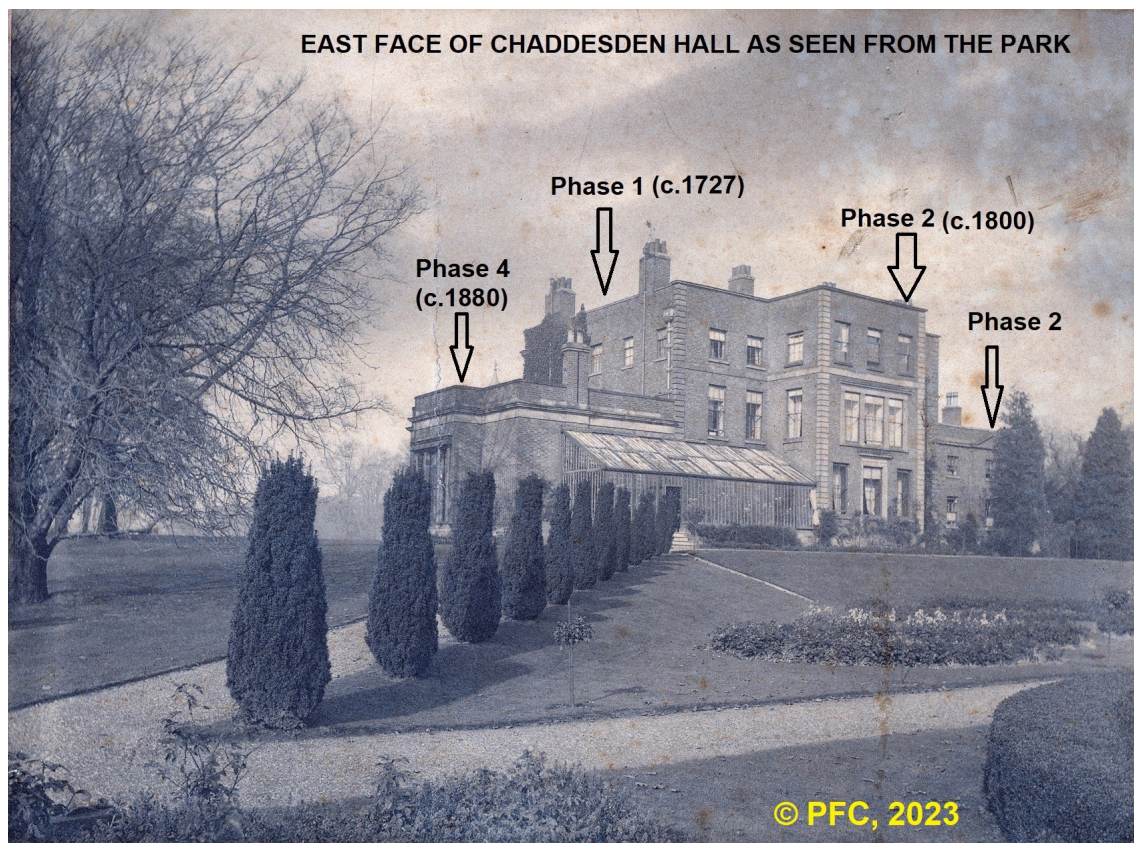 EAST FACE OF CHADDESDEN HALL AS SEEN FROM THE PARK
Phase 1 (c.1727)
Phase 2 (c.1800)
Phase 4
(c.1880)
Phase 2
© PFC, 2023